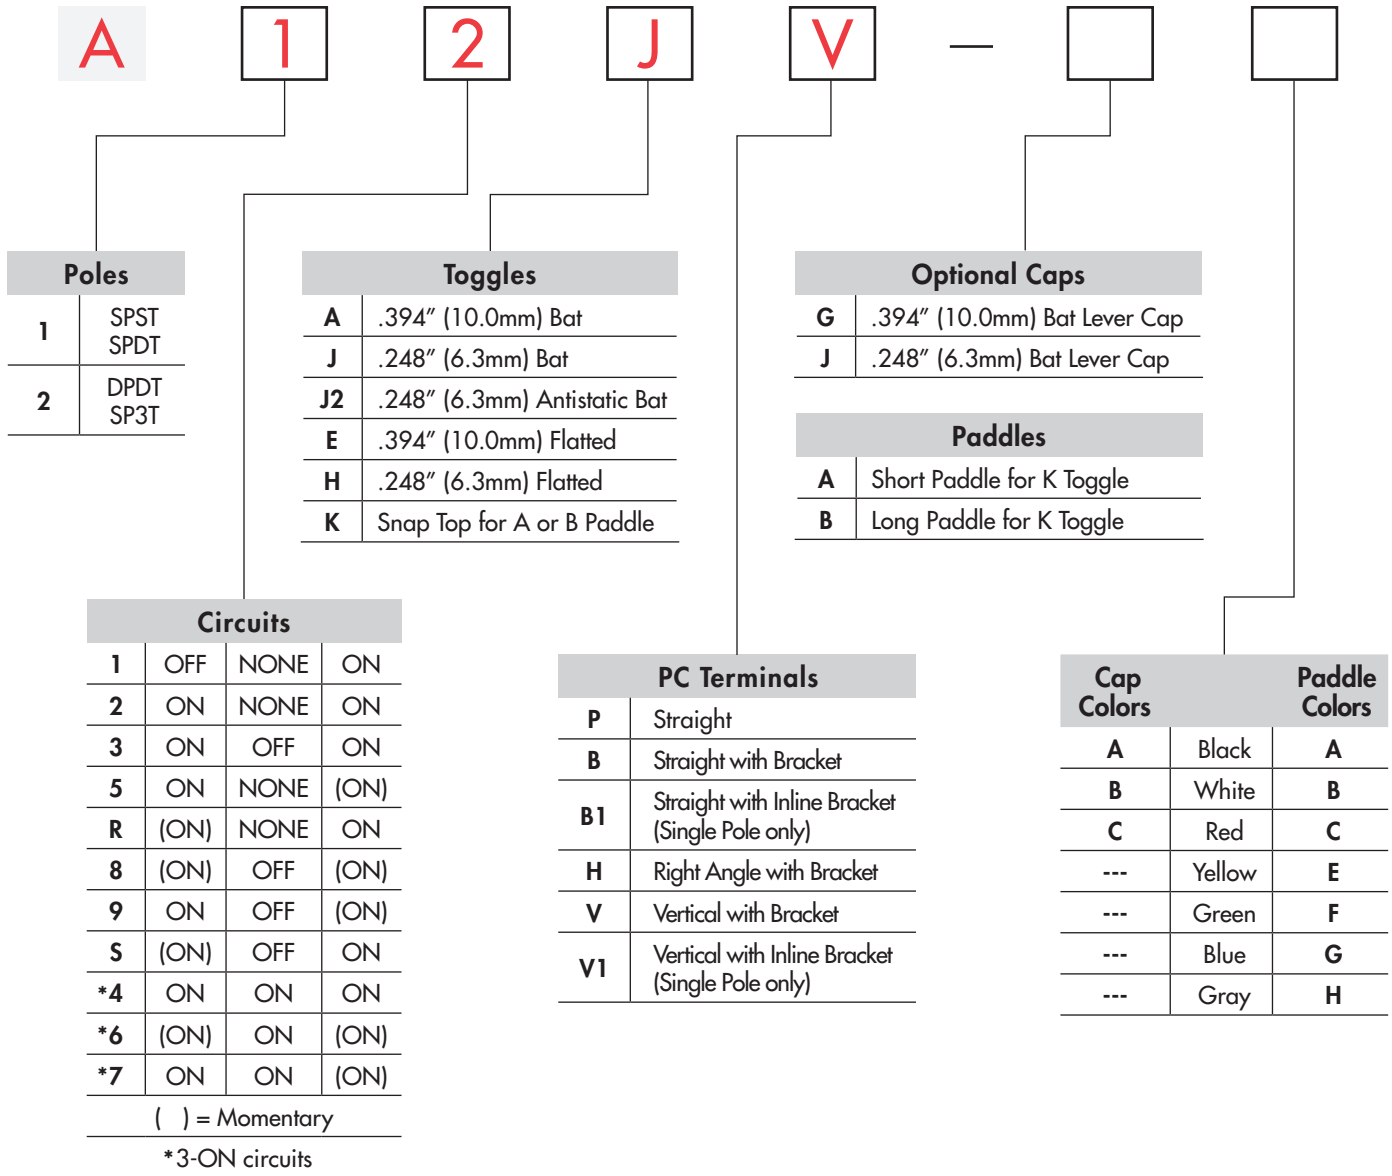 A 1 2 J V —
Poles
1 SPST SPDT
2 DPDT SP3T
Toggles
A .394" (10.0mm) Bat
J .248" (6.3mm) Bat
J2 .248" (6.3mm) Antistatic Bat
E .394" (10.0mm) Flatted
H .248" (6.3mm) Flatted
K Snap Top for A or B Paddle
Optional Caps
G .394" (10.0mm) Bat Lever Cap
J .248" (6.3mm) Bat Lever Cap
Paddles
A Short Paddle for K Toggle
B Long Paddle for K Toggle
Circuits
1 OFF NONE ON
2 ON NONE ON
3 ON OFF ON
5 ON NONE (ON)
R (ON) NONE ON
8 (ON) OFF (ON)
9 ON OFF (ON)
S (ON) OFF ON
*4 ON ON ON
*6 (ON) ON (ON)
*7 ON ON (ON)
( ) = Momentary
*3-ON circuits
PC Terminals
P Straight
B Straight with Bracket
B1 Straight with Inline Bracket
(Single Pole only)
H Right Angle with Bracket
V Vertical with Bracket
V1 Vertical with Inline Bracket
(Single Pole only)
Cap Colors Paddle Colors
A Black A
B White B
C Red C
--- Yellow E
--- Green F
--- Blue G
--- Gray H